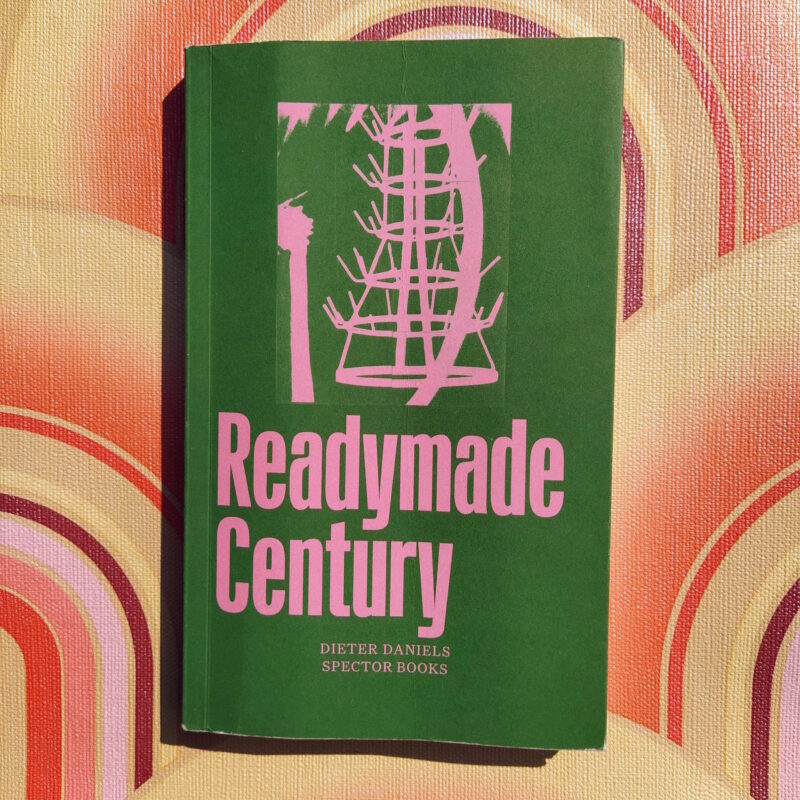 Readymade
Century
DIETER DANIELS
SPECTOR BOOKS